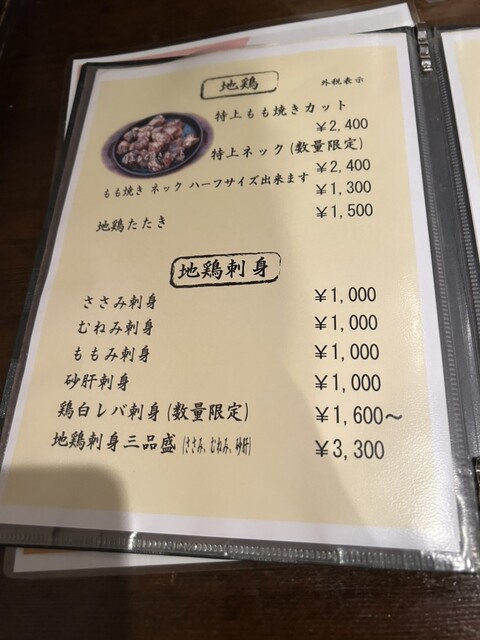 地鶏
外税表示
特上もも焼きカット
¥2,400
特上ネック(数量限定)
¥2,400
もも焼き ネック ハーフサイズ出来ます ¥1,300
地鶏たたき ¥1,500
地鶏刺身
ささみ刺身 ¥1,000
むねみ刺身 ¥1,000
ももみ刺身 ¥1,000
砂肝刺身 ¥1,000
鶏白レバ刺身(数量限定) ¥1,600〜
地鶏刺身三品盛(ささみ、むねみ、砂肝) ¥3,300